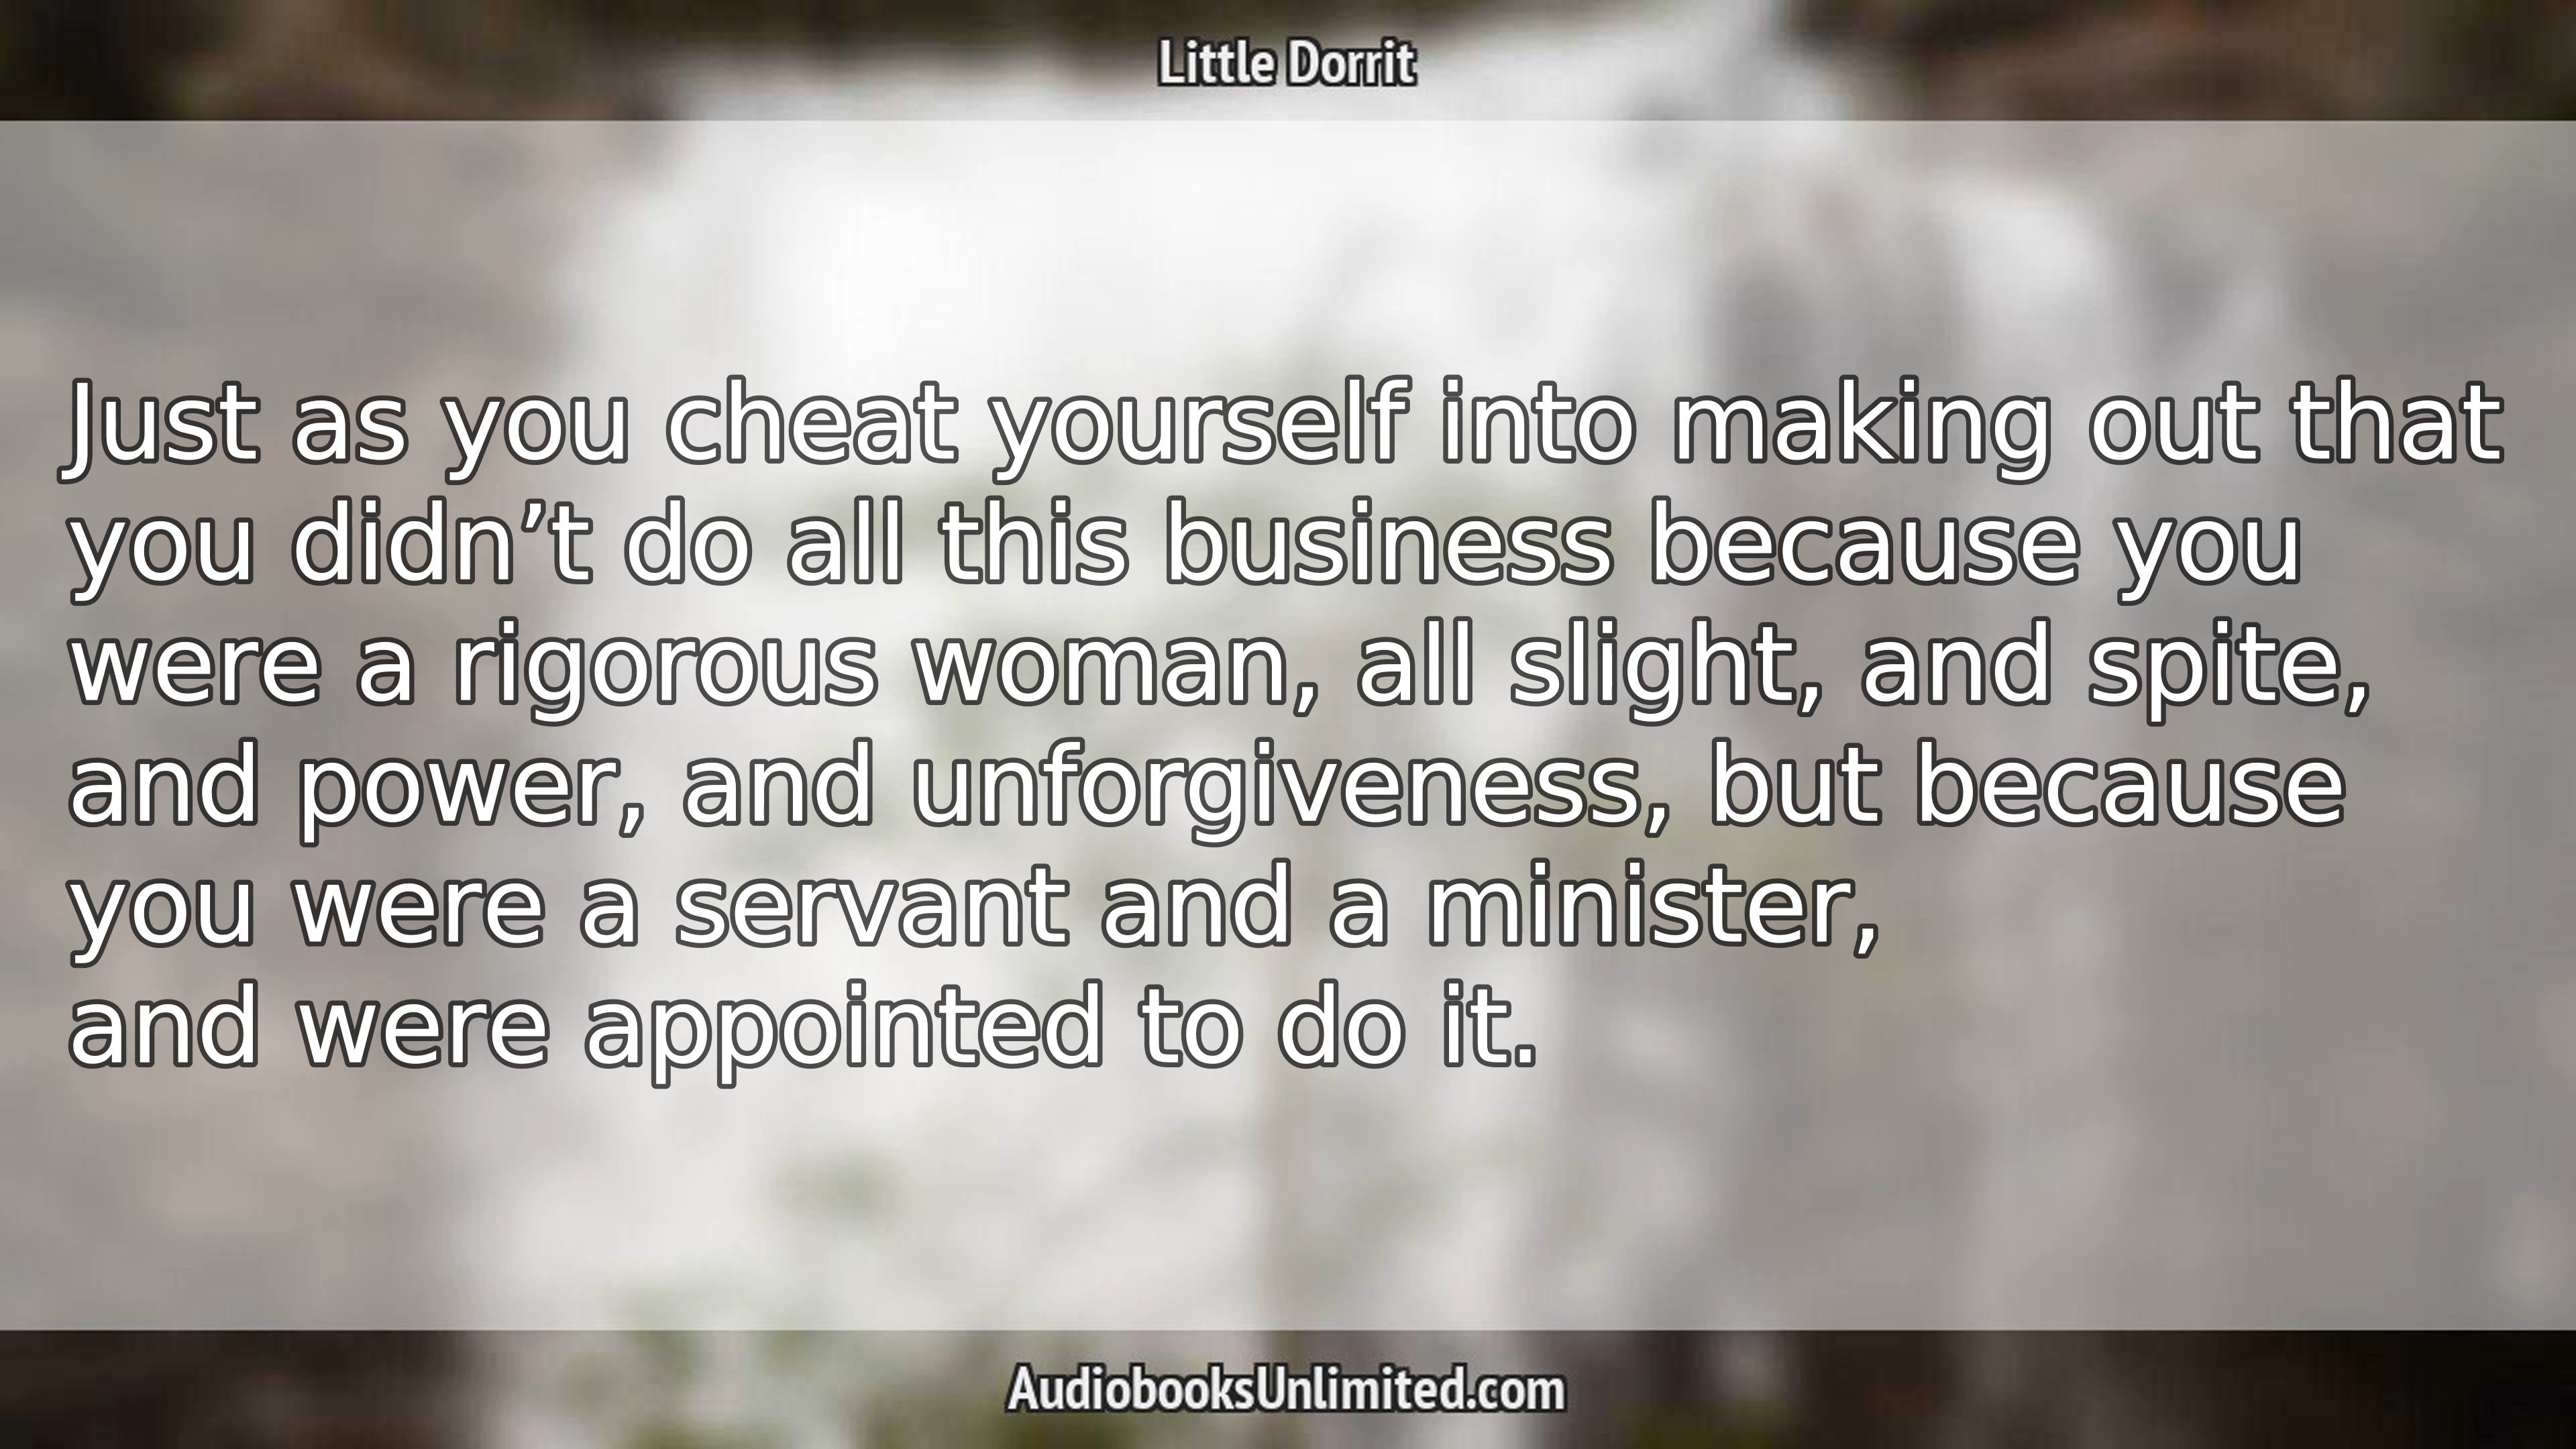 Little Dorrit
Just as you cheat yourself into making out that
you didn’t do all this business because you
were a rigorous woman, all slight, and spite,
and power, and unforgiveness, but because
you were a servant and a minister,
and were appointed to do it.
AudiobooksUnlimited.com